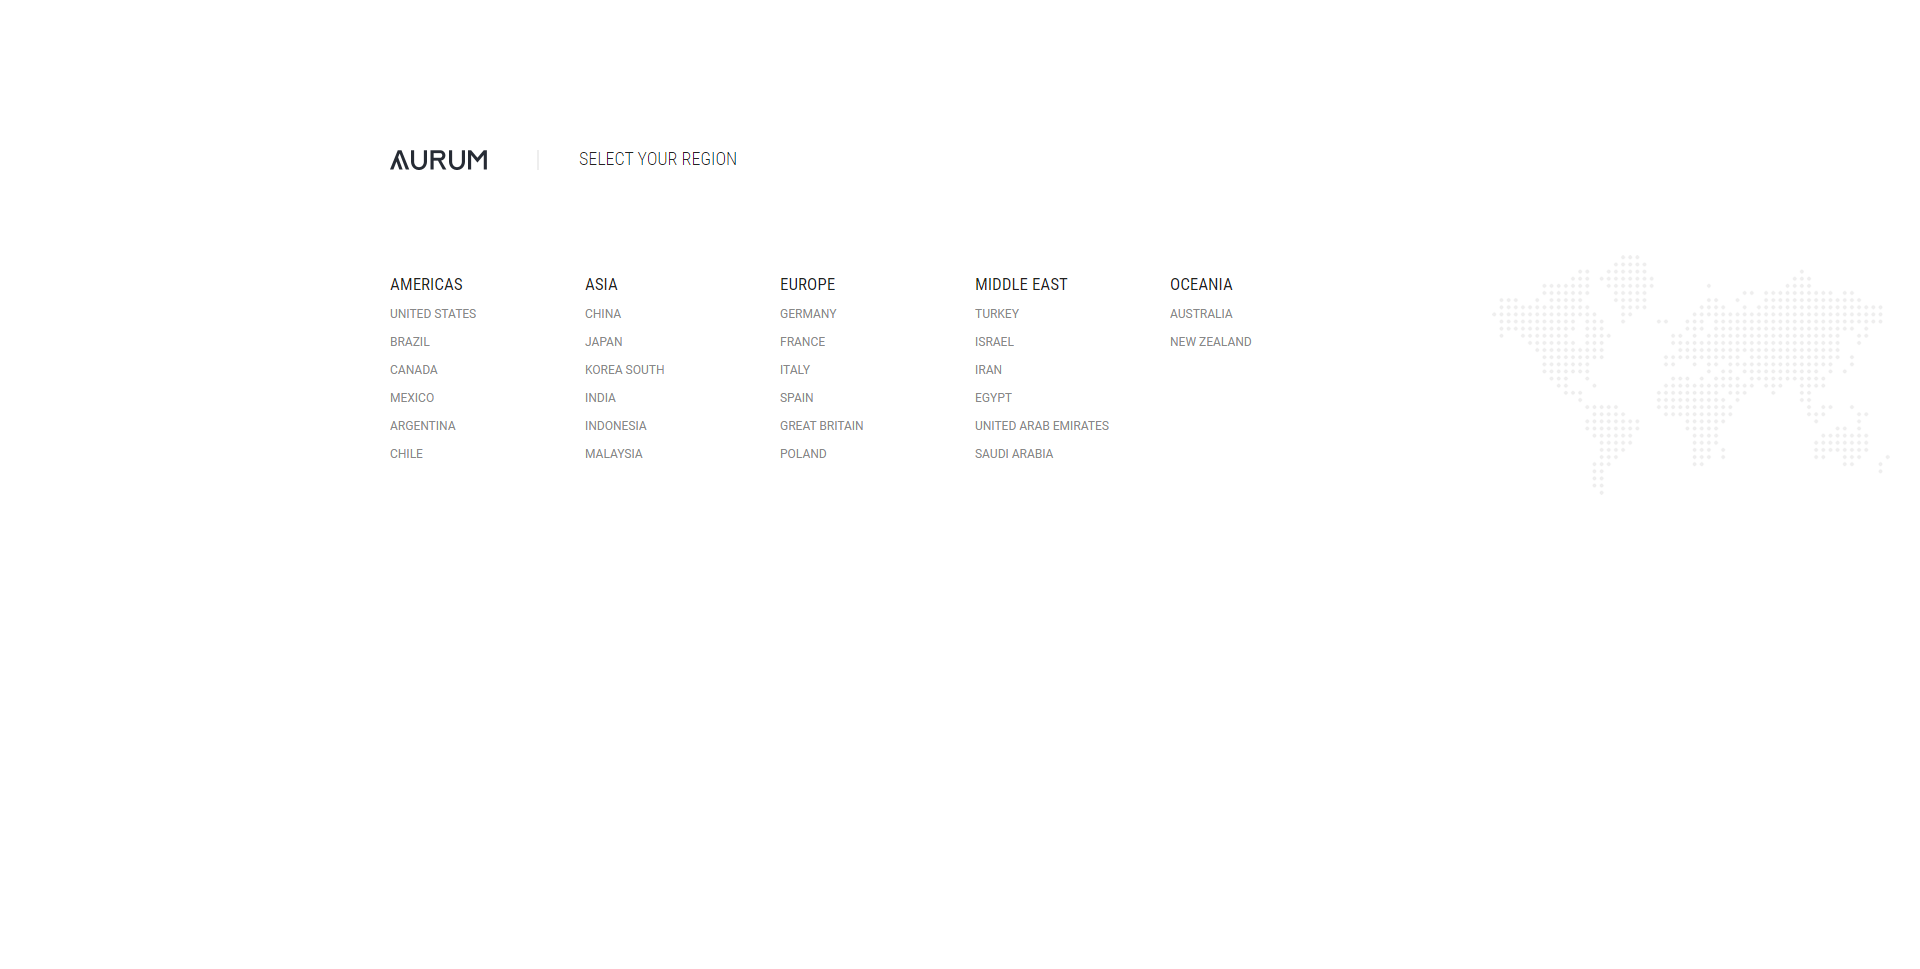 AURUM
SELECT YOUR REGION
AMERICAS
UNITED STATES
BRAZIL
CANADA
MEXICO
ARGENTINA
CHILE
ASIA
CHINA
JAPAN
KOREA SOUTH
INDIA
INDONESIA
MALAYSIA
EUROPE
GERMANY
FRANCE
ITALY
SPAIN
GREAT BRITAIN
POLAND
MIDDLE EAST
TURKEY
ISRAEL
IRAN
EGYPT
UNITED ARAB EMIRATES
SAUDI ARABIA
OCEANIA
AUSTRALIA
NEW ZEALAND